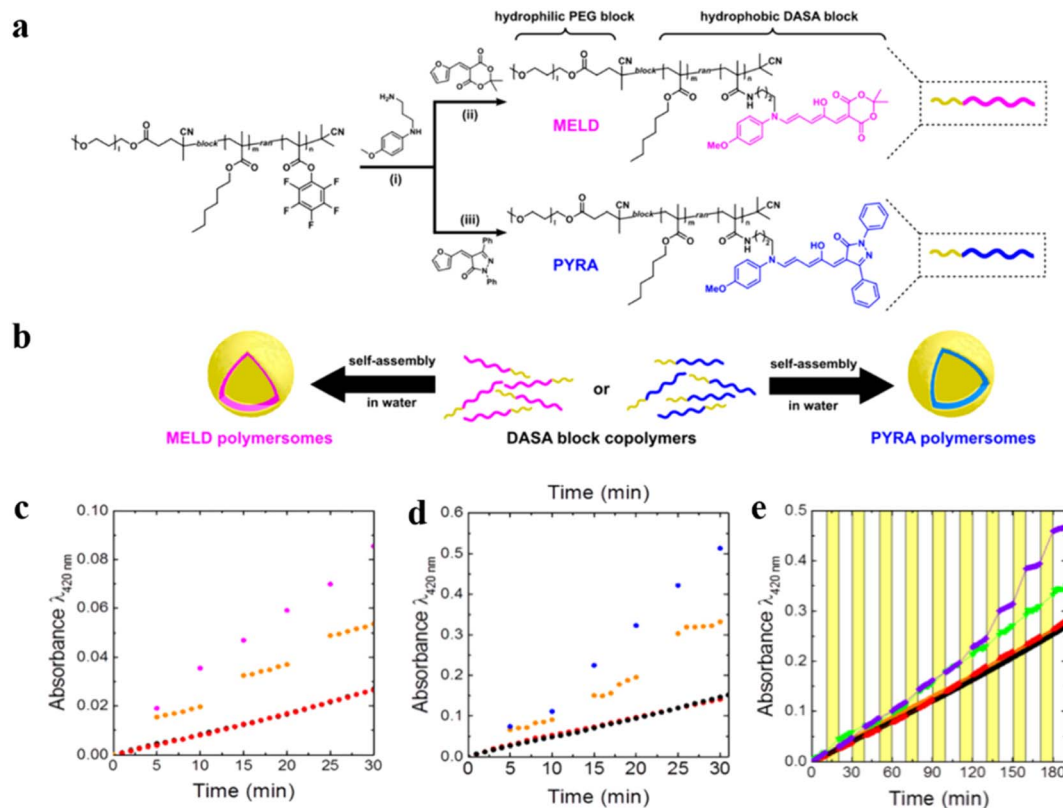 a
hydrophilic PEG block
hydrophobic DASA block
(ii)
MELD
(i)
(iii)
PYRA
b
self-assembly
in water
or
self-assembly
in water
MELD polymersomes
DASA block copolymers
PYRA polymersomes
c
Absorbance λ420 nm
0.10
0.08
0.06
0.04
0.02
0.00
0 5 10 15 20 25 30
Time (min)
Time (min)
d
Absorbance λ420 nm
0.6
0.5
0.4
0.3
0.2
0.1
0.0
0 5 10 15 20 25 30
Time (min)
e
Absorbance λ420 nm
0.5
0.4
0.3
0.2
0.1
0.0
0 30 60 90 120 150 180
Time (min)